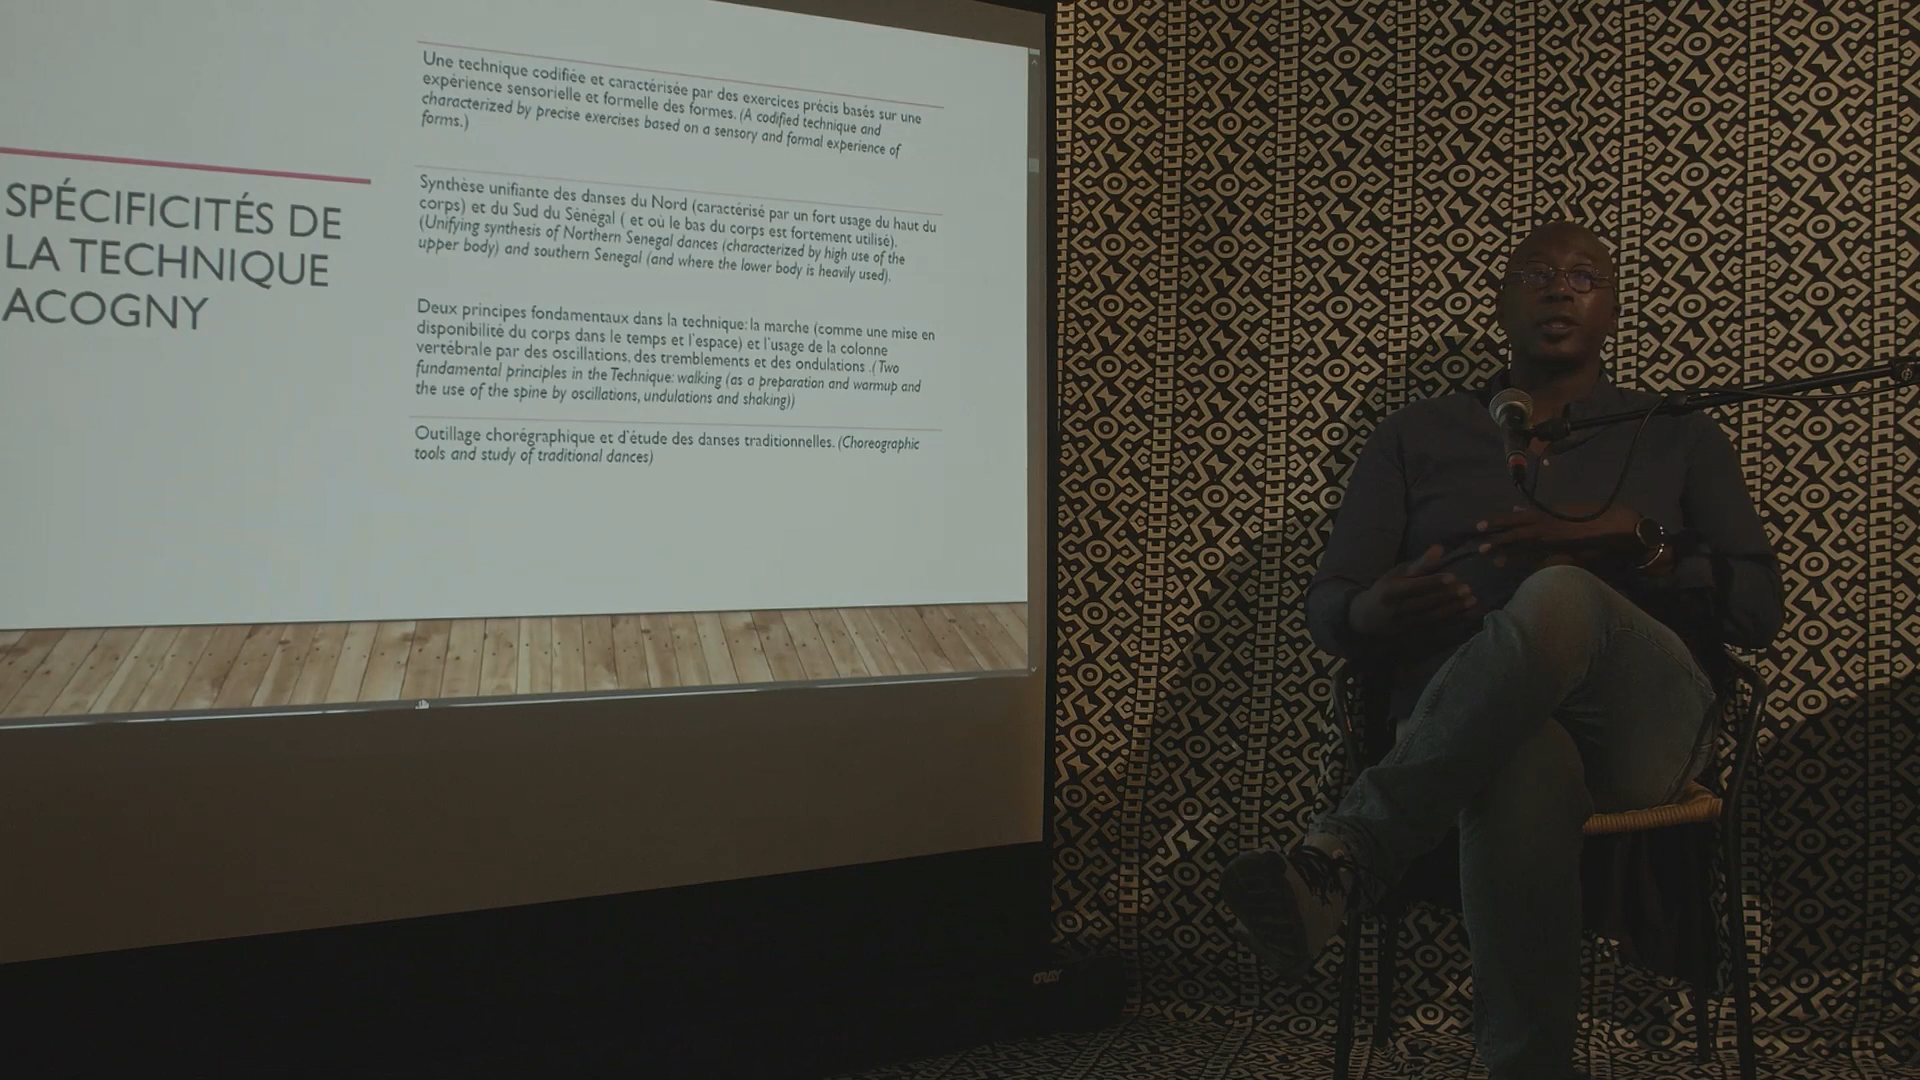 SPÉCIFICITÉS DE
LA TECHNIQUE
ACOGNY
Une technique codifiée et caractérisée par des exercices précis basés sur une
expérience sensorielle et formelle des formes. (A codified technique and
characterized by precise exercises based on a sensory and formal experience of
forms.)
Synthèse unifiante des danses du Nord (caractérisé par un fort usage du haut du
corps) et du Sud du Sénégal ( et où le bas du corps est fortement utilisé).
(Unifying synthesis of Northern Senegal dances (characterized by high use of the
upper body) and southern Senegal (and where the lower body is heavily used).
Deux principes fondamentaux dans la technique: la marche (comme une mise en
disponibilité du corps dans le temps et l'espace) et l'usage de la colonne
vertébrale par des oscillations, des tremblements et des ondulations .(Two
fundamental principles in the Technique: walking (as a preparation and warmup and
the use of the spine by oscillations, undulations and shaking))
Outillage chorégraphique et d'étude des danses traditionnelles. (Choreographic
tools and study of traditional dances)